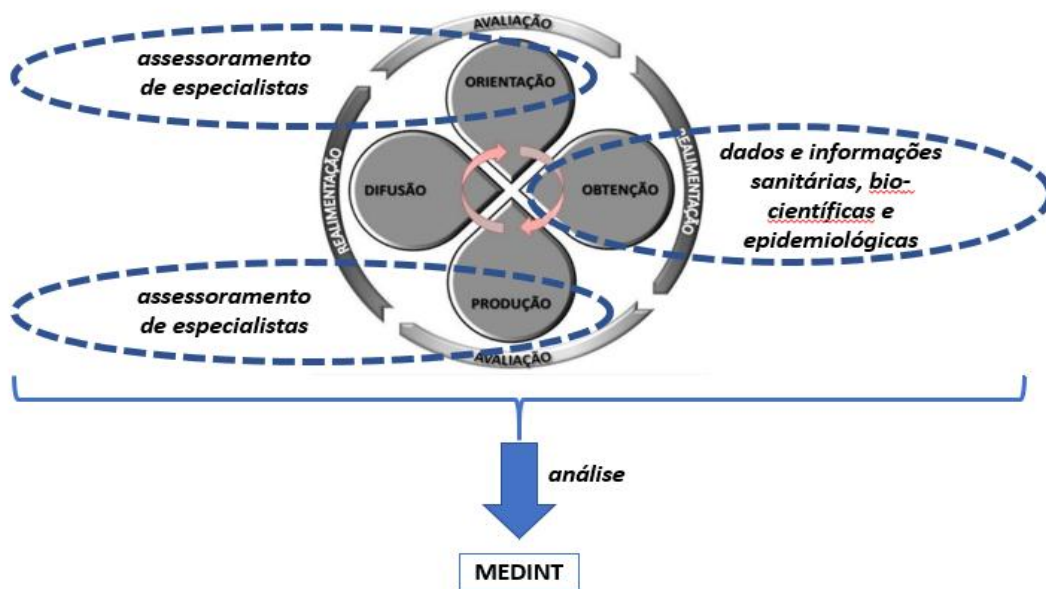 AVALIAÇÃO
assessoramento
de especialistas
ORIENTAÇÃO
REALIMENTAÇÃO
DIFUSÃO
OBTENÇÃO
REALIMENTAÇÃO
dados e informações
sanitárias, bio-
científicas e
epidemiológicas
assessoramento
de especialistas
PRODUÇÃO
AVALIAÇÃO
análise
MEDINT